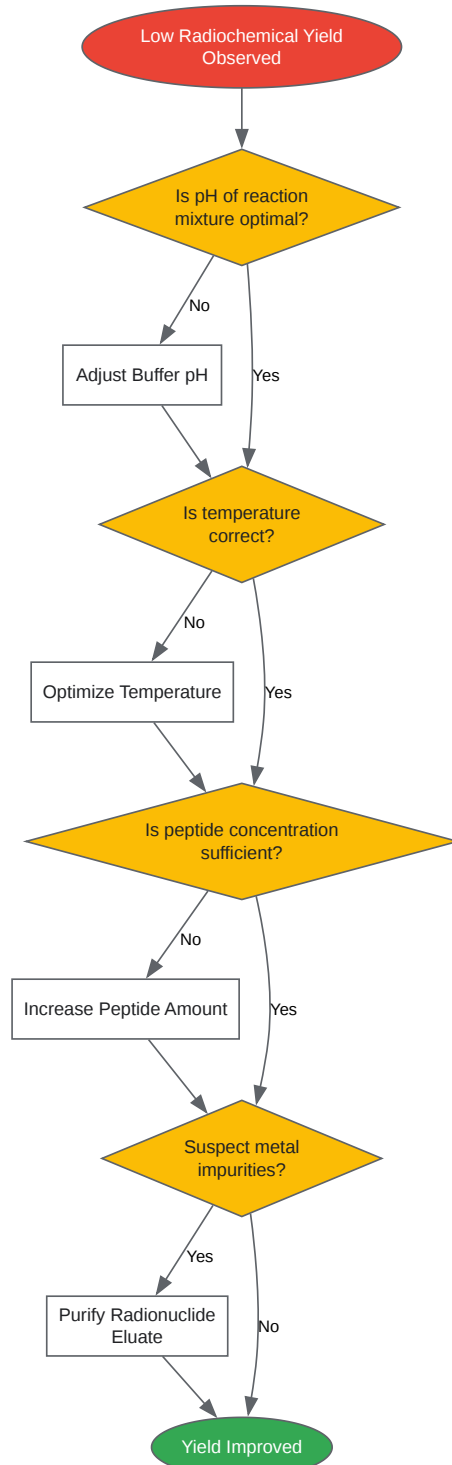 Low Radiochemical Yield
Observed
Is pH of reaction
mixture optimal?
No
Adjust Buffer pH
Yes
Is temperature
correct?
No
Optimize Temperature
Yes
Is peptide concentration
sufficient?
No
Increase Peptide Amount
Yes
Suspect metal
impurities?
Yes
Purify Radionuclide
Eluate
No
Yield Improved